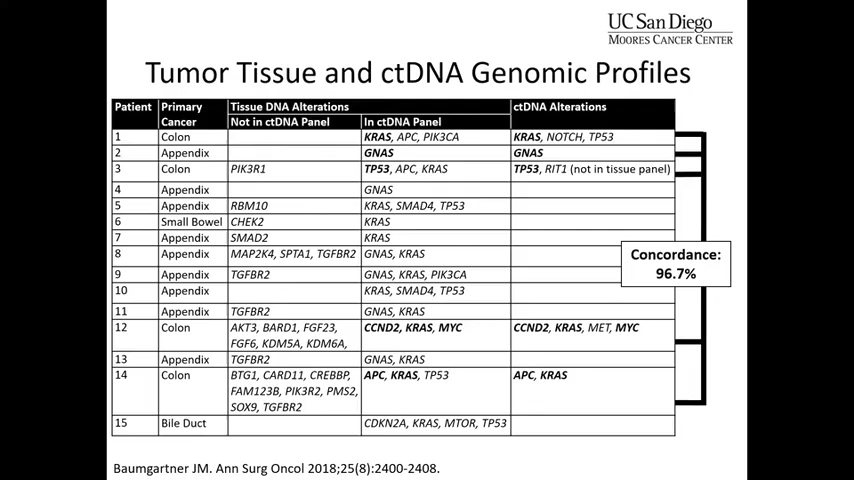 UC San Diego
MOORES CANCER CENTER
Tumor Tissue and ctDNA Genomic Profiles
Patient Primary Cancer Tissue DNA Alterations ctDNA Alterations
Not in ctDNA Panel In ctDNA Panel
1 Colon KRAS, APC, PIK3CA KRAS, NOTCH, TP53
2 Appendix GNAS GNAS
3 Colon PIK3R1 TP53, APC, KRAS TP53, RIT1 (not in tissue panel)
4 Appendix GNAS
5 Appendix RBM10 KRAS, SMAD4, TP53
6 Small Bowel CHEK2 KRAS
7 Appendix SMAD2 KRAS
8 Appendix MAP2K4, SPTA1, TGFBR2 GNAS, KRAS
Concordance:
96.7%
9 Appendix TGFBR2 GNAS, KRAS, PIK3CA
10 Appendix KRAS, SMAD4, TP53
11 Appendix TGFBR2 GNAS, KRAS
12 Colon AKT3, BARD1, FGF23, CCND2, KRAS, MYC CCND2, KRAS, MET, MYC
FGF6, KDM5A, KDM6A,
13 Appendix TGFBR2 GNAS, KRAS
14 Colon BTG1, CARD11, CREBBP, APC, KRAS, TP53 APC, KRAS
FAM123B, PIK3R2, PMS2,
SOX9, TGFBR2
15 Bile Duct CDKN2A, KRAS, MTOR, TP53
Baumgartner JM. Ann Surg Oncol 2018;25(8):2400-2408.